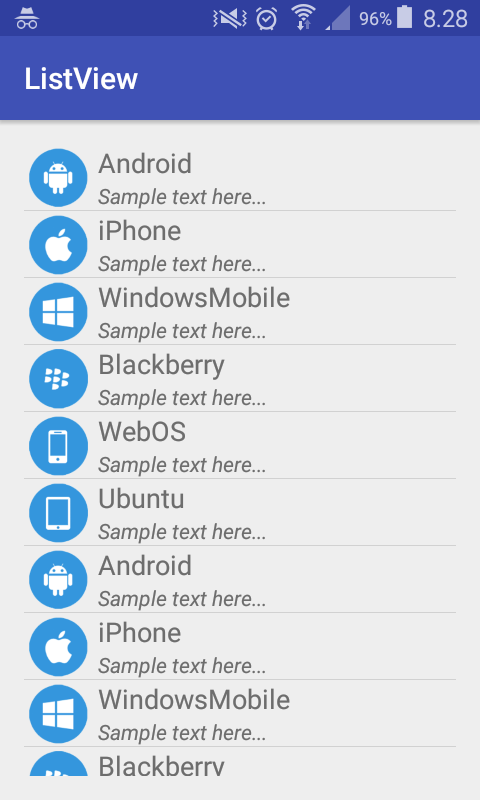 96% 8.28
ListView
Android
Sample text here...
iPhone
Sample text here...
WindowsMobile
Sample text here...
Blackberry
Sample text here...
WebOS
Sample text here...
Ubuntu
Sample text here...
Android
Sample text here...
iPhone
Sample text here...
WindowsMobile
Sample text here...
Blackberry